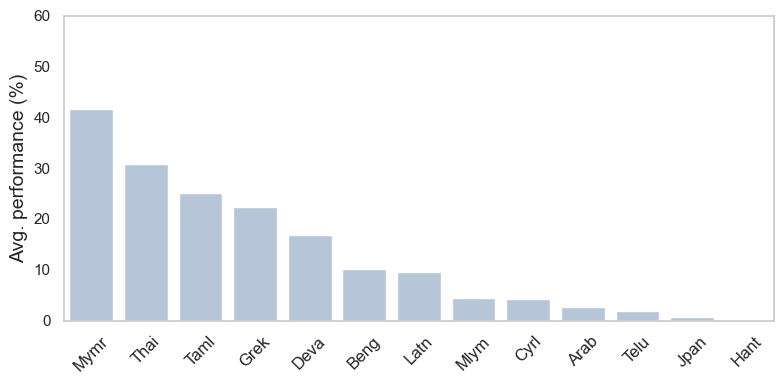 Avg. performance (%)
60
50
40
30
20
10
0
Mymr
Thai
Taml
Grek
Deva
Beng
Latn
Mlym
Cyrl
Arab
Telu
Jpan
Hant